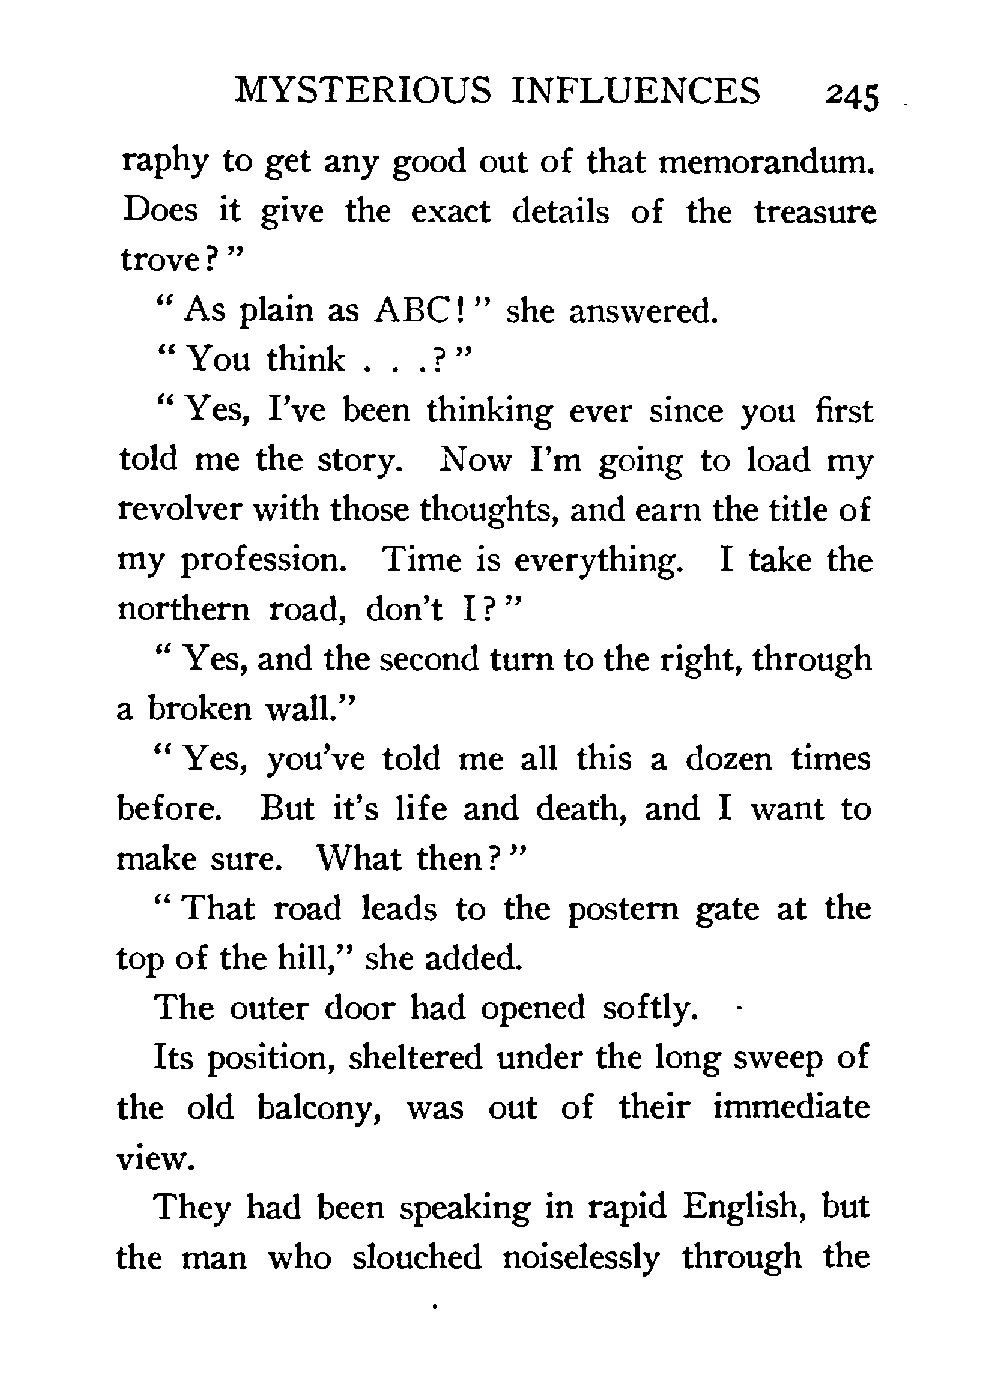 MYSTERIOUS INFLUENCES 245
raphy to get any good out of that memorandum.
Does it give the exact details of the treasure
trove?"
"As plain as ABC!" she answered.
"You think . . .?"
"Yes, I've been thinking ever since you first
told me the story. Now I'm going to load my
revolver with those thoughts, and earn the title of
my profession. Time is everything. I take the
northern road, don't I?"
"Yes, and the second turn to the right, through
a broken wall."
"Yes, you've told me all this a dozen times
before. But it's life and death, and I want to
make sure. What then?"
"That road leads to the postern gate at the
top of the hill," she added.
The outer door had opened softly.
Its position, sheltered under the long sweep of
the old balcony, was out of their immediate
view.
They had been speaking in rapid English, but
the man who slouched noiselessly through the